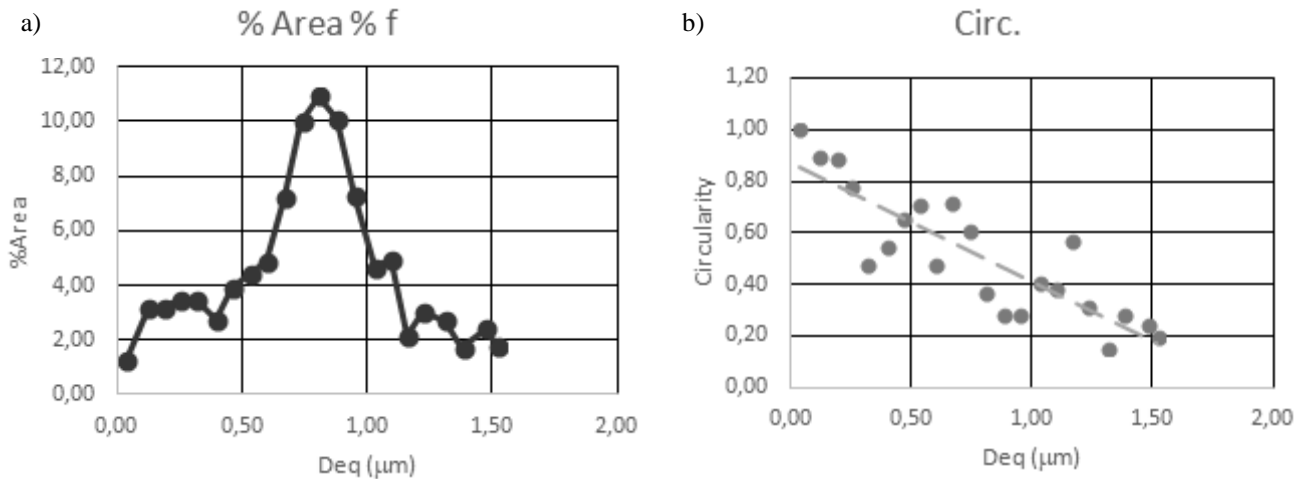 a)
% Area % f
12,00
10,00
8,00
6,00
4,00
2,00
0,00
%Area
0,00 0,50 1,00 1,50 2,00
Deq (μm)
b)
Circ.
1,20
1,00
0,80
0,60
0,40
0,20
0,00
Circularity
0,00 0,50 1,00 1,50 2,00
Deq (μm)